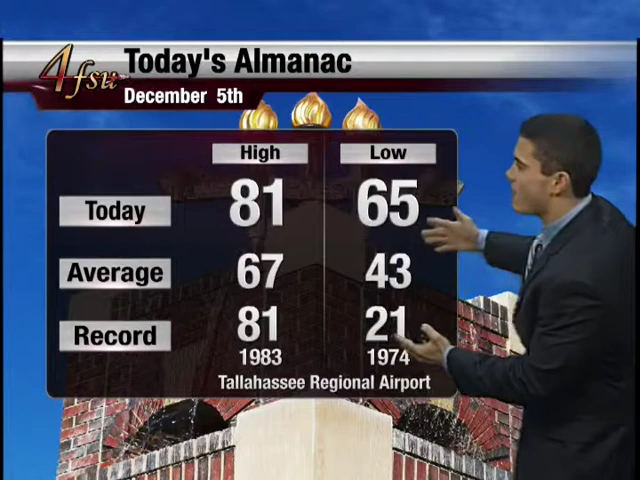 4fsu
Today's Almanac
December 5th
High Low
Today 81 65
Average 67 43
Record 81 21
1983 1974
Tallahassee Regional Airport